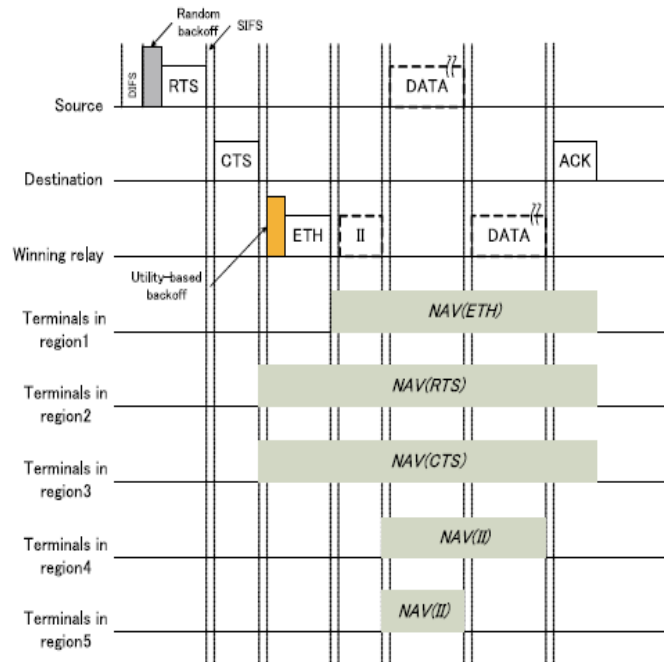 Random
backoff
SIFS
DIFS
RTS
DATA
Source
CTS
ACK
Destination
ETH
II
DATA
Winning relay
Utility-based
backoff
NAV(ETH)
Terminals in
region1
NAV(RTS)
Terminals in
region2
NAV(CTS)
Terminals in
region3
NAV(II)
Terminals in
region4
NAV(II)
Terminals in
region5